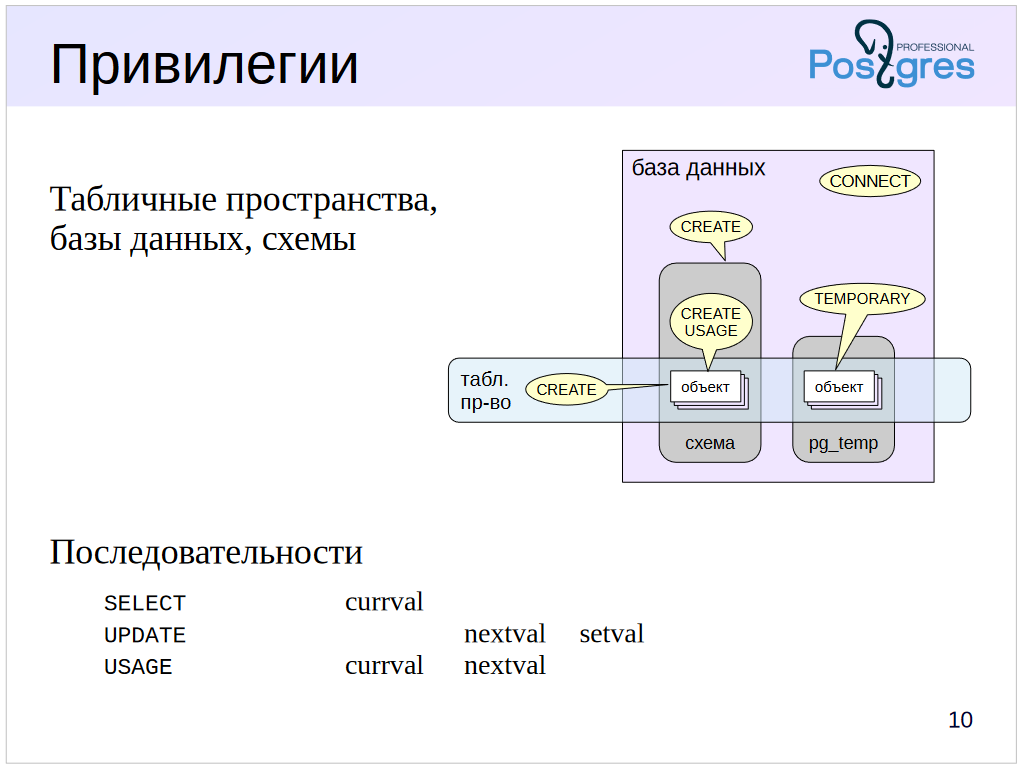 Привилегии
PROFESSIONAL
Postgres
Табличные пространства,
базы данных, схемы
база данных
CONNECT
CREATE
TEMPORARY
CREATE
USAGE
табл.
пр-во
CREATE
объект
объект
схема
pg_temp
Последовательности
SELECT currval
UPDATE nextval setval
USAGE currval nextval
10